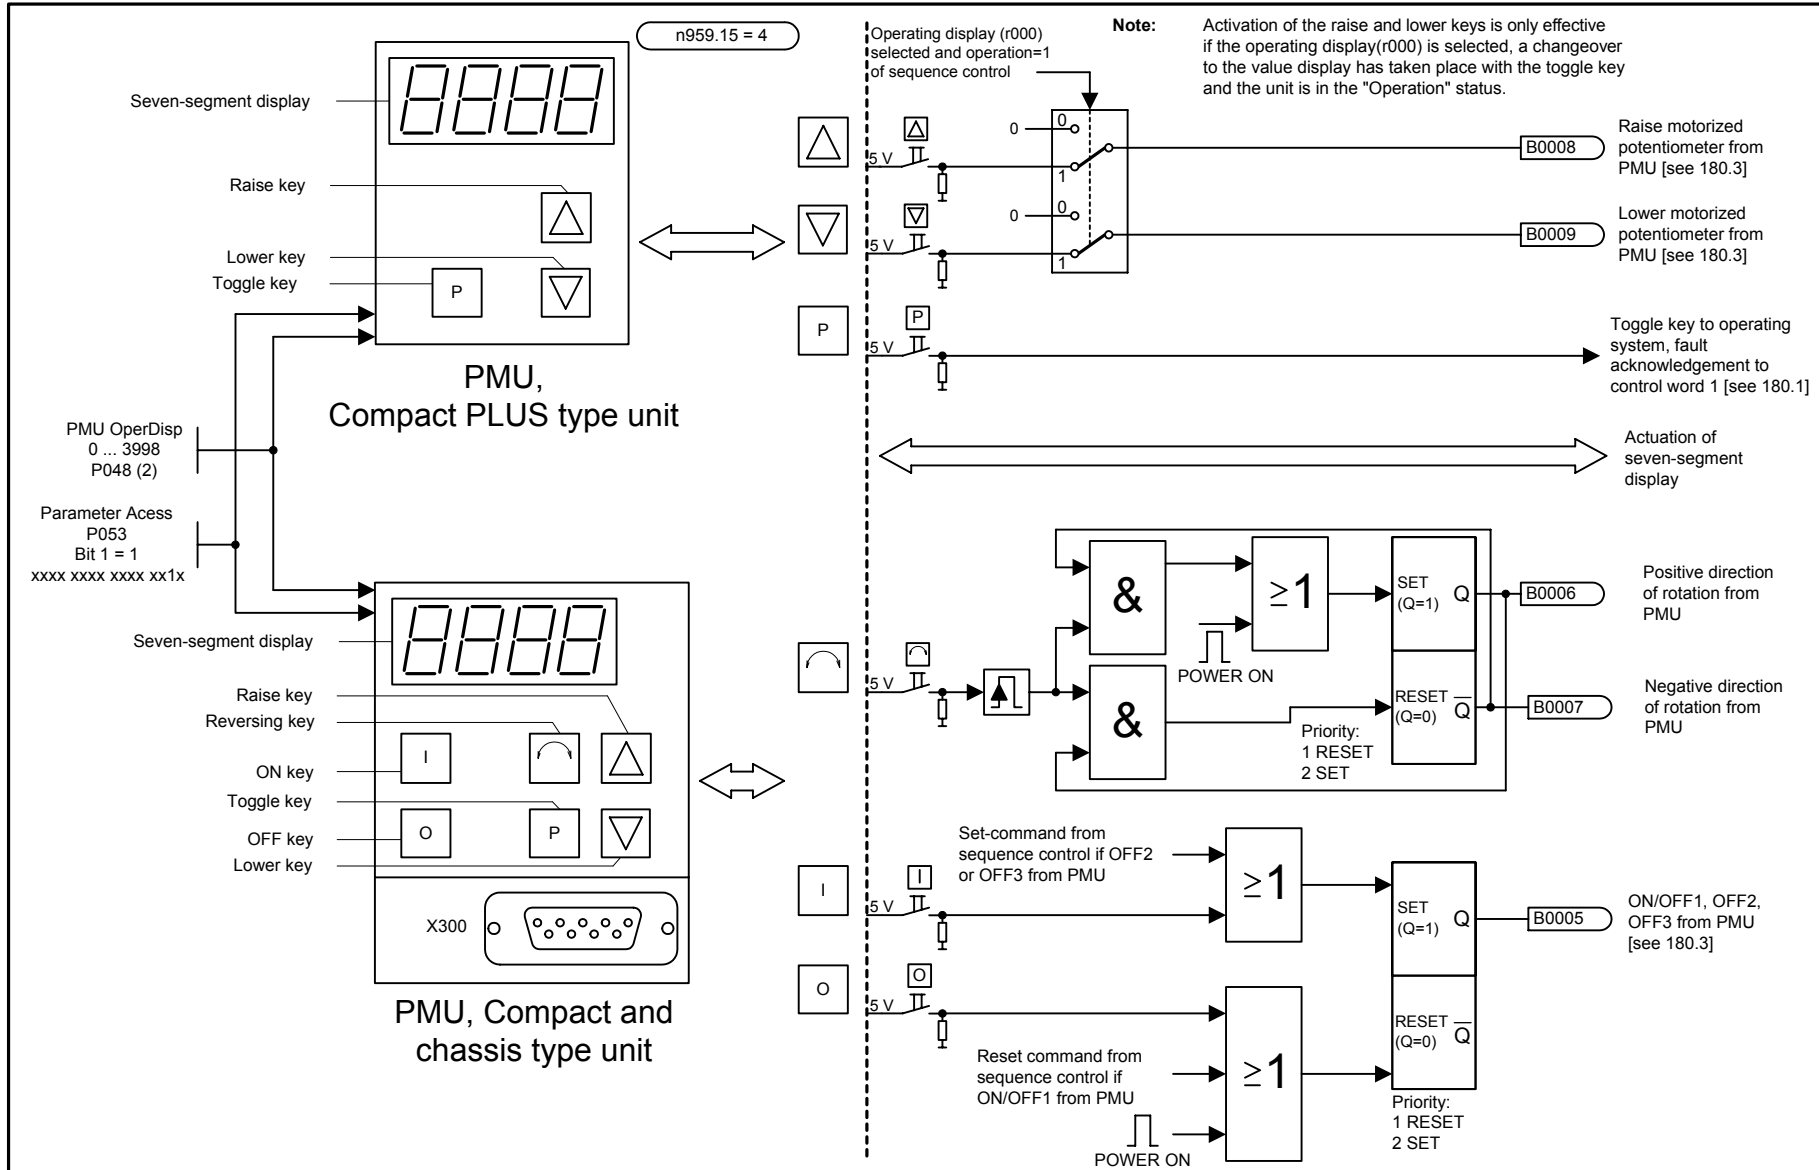 n959.15 = 4
Seven-segment display
Raise key
Lower key
Toggle key
P
PMU,
Compact PLUS type unit
PMU OperDisp
0 ... 3998
P048 (2)
Parameter Acess
P053
Bit 1 = 1
xxxx xxxx xxxx xx1x
Seven-segment display
Raise key
Reversing key
ON key
Toggle key
OFF key
Lower key
I
O
P
X300
PMU, Compact and
chassis type unit
Operating display (r000)
selected and operation=1
of sequence control
Note:
Activation of the raise and lower keys is only effective
if the operating display(r000) is selected, a changeover
to the value display has taken place with the toggle key
and the unit is in the "Operation" status.
5 V
0
0
1
B0008
Raise motorized
potentiometer from
PMU [see 180.3]
5 V
0
0
1
B0009
Lower motorized
potentiometer from
PMU [see 180.3]
P
P
5 V
Toggle key to operating
system, fault
acknowledgement to
control word 1 [see 180.1]
Actuation of
seven-segment
display
5 V
&
&
≥1
POWER ON
SET
(Q=1)
Q
RESET
(Q=0)
Q
Priority:
1 RESET
2 SET
B0006
Positive direction
of rotation from
PMU
B0007
Negative direction
of rotation from
PMU
Set-command from
sequence control if OFF2
or OFF3 from PMU
I
I
5 V
≥1
SET
(Q=1)
Q
B0005
ON/OFF1, OFF2,
OFF3 from PMU
[see 180.3]
O
O
5 V
Reset command from
sequence control if
ON/OFF1 from PMU
≥1
POWER ON
RESET
(Q=0)
Q
Priority:
1 RESET
2 SET